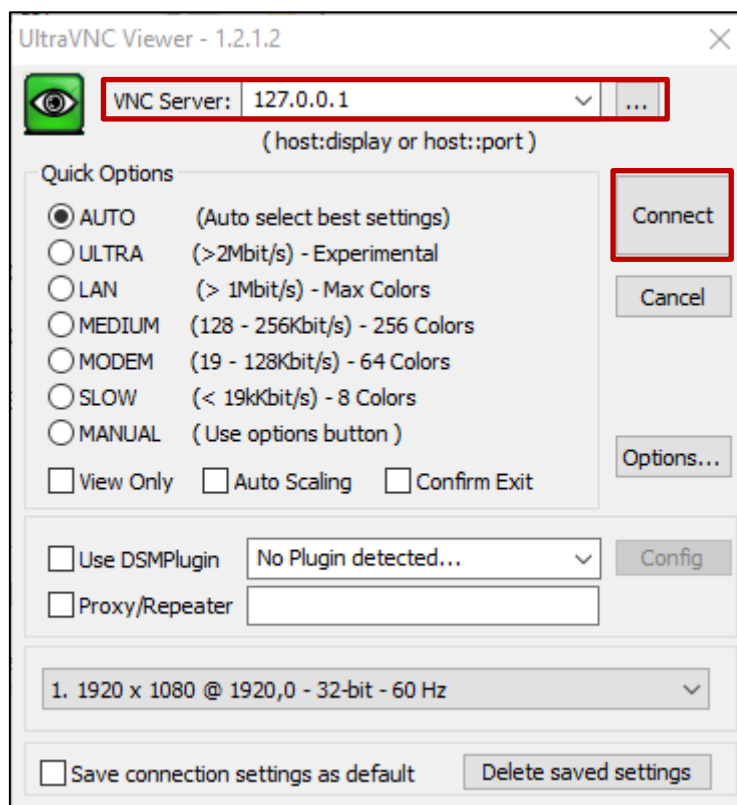 UltraVNC Viewer - 1.2.1.2
VNC Server: 127.0.0.1 ...
( host:display or host::port )
Quick Options
AUTO (Auto select best settings)
ULTRA (>2Mbit/s) - Experimental
LAN (> 1Mbit/s) - Max Colors
MEDIUM (128 - 256Kbit/s) - 256 Colors
MODEM (19 - 128Kbit/s) - 64 Colors
SLOW (< 19kKbit/s) - 8 Colors
MANUAL ( Use options button )
View Only Auto Scaling Confirm Exit
Connect
Cancel
Options...
Use DSMPlugin No Plugin detected... Config
Proxy/Repeater
1. 1920 x 1080 @ 1920,0 - 32-bit - 60 Hz
Save connection settings as default Delete saved settings